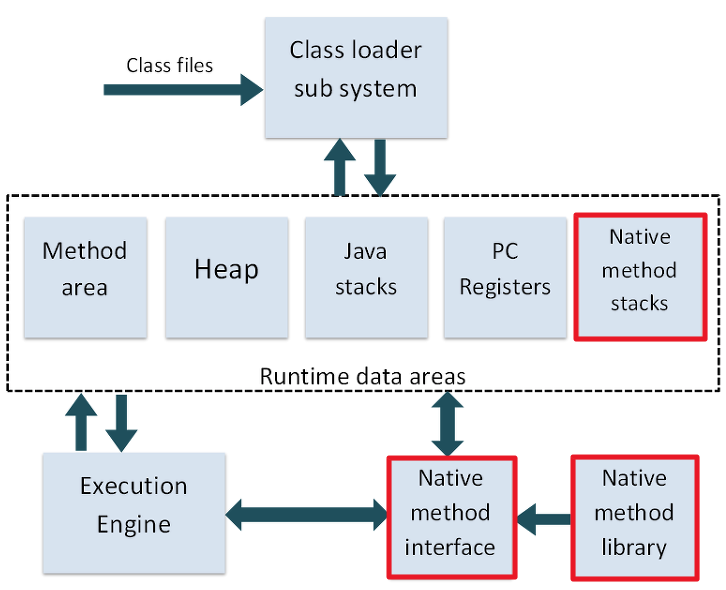 Class files
Class loader
sub system
Method
area
Heap
Java
stacks
PC
Registers
Native
method
stacks
Runtime data areas
Execution
Engine
Native
method
interface
Native
method
library